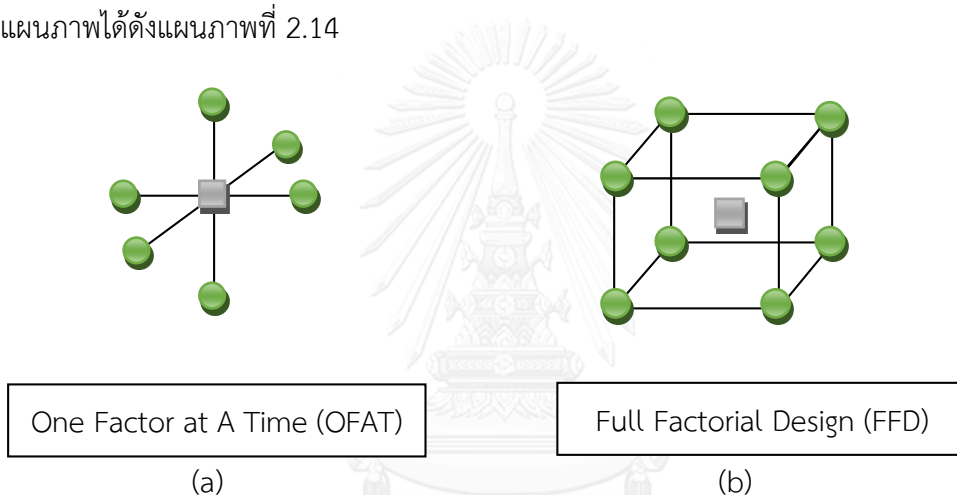 แผนภาพได้ดังแผนภาพที่ 2.14
One Factor at A Time (OFAT)
Full Factorial Design (FFD)
(a)
(b)